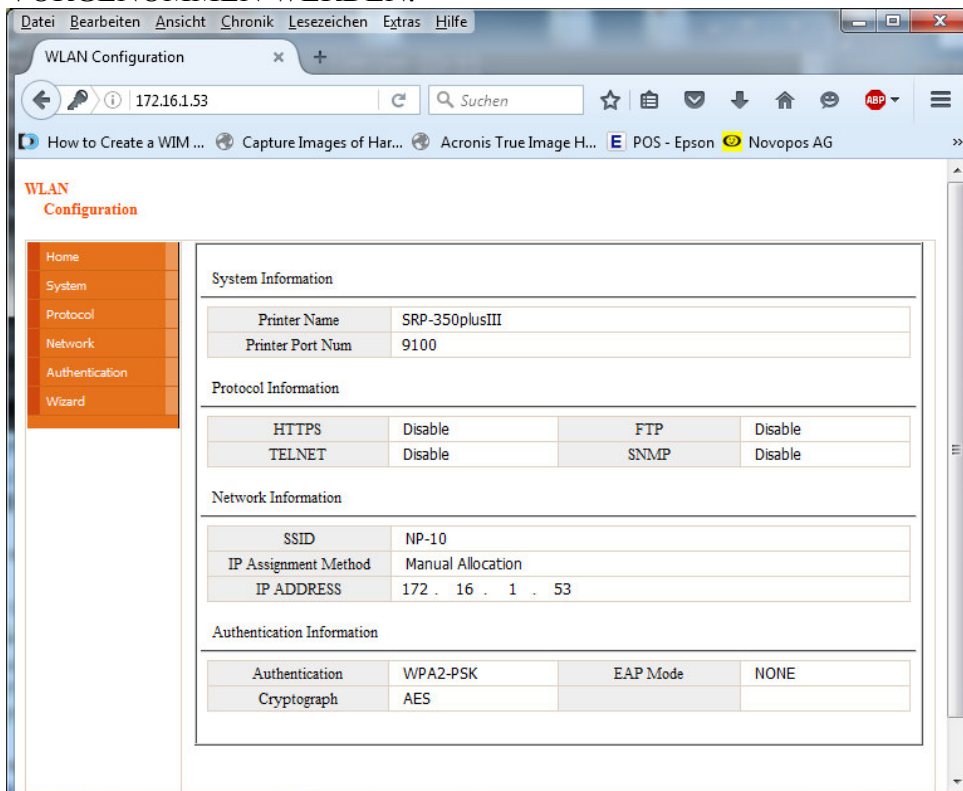 VORGENOMMEN WERDEN.
Datei Bearbeiten Ansicht Chronik Lesezeichen Extras Hilfe
WLAN Configuration
172.16.1.53 Suchen ABP
How to Create a WIM ... Capture Images of Har... Acronis True Image H... E POS - Epson Novopos AG »
WLAN
Configuration
Home
System
Protocol
Network
Authentication
Wizard
System Information
Printer Name SRP-350plusIII
Printer Port Num 9100
Protocol Information
HTTPS Disable FTP Disable
TELNET Disable SNMP Disable
Network Information
SSID NP-10
IP Assignment Method Manual Allocation
IP ADDRESS 172 . 16 . 1 . 53
Authentication Information
Authentication WPA2-PSK EAP Mode NONE
Cryptograph AES